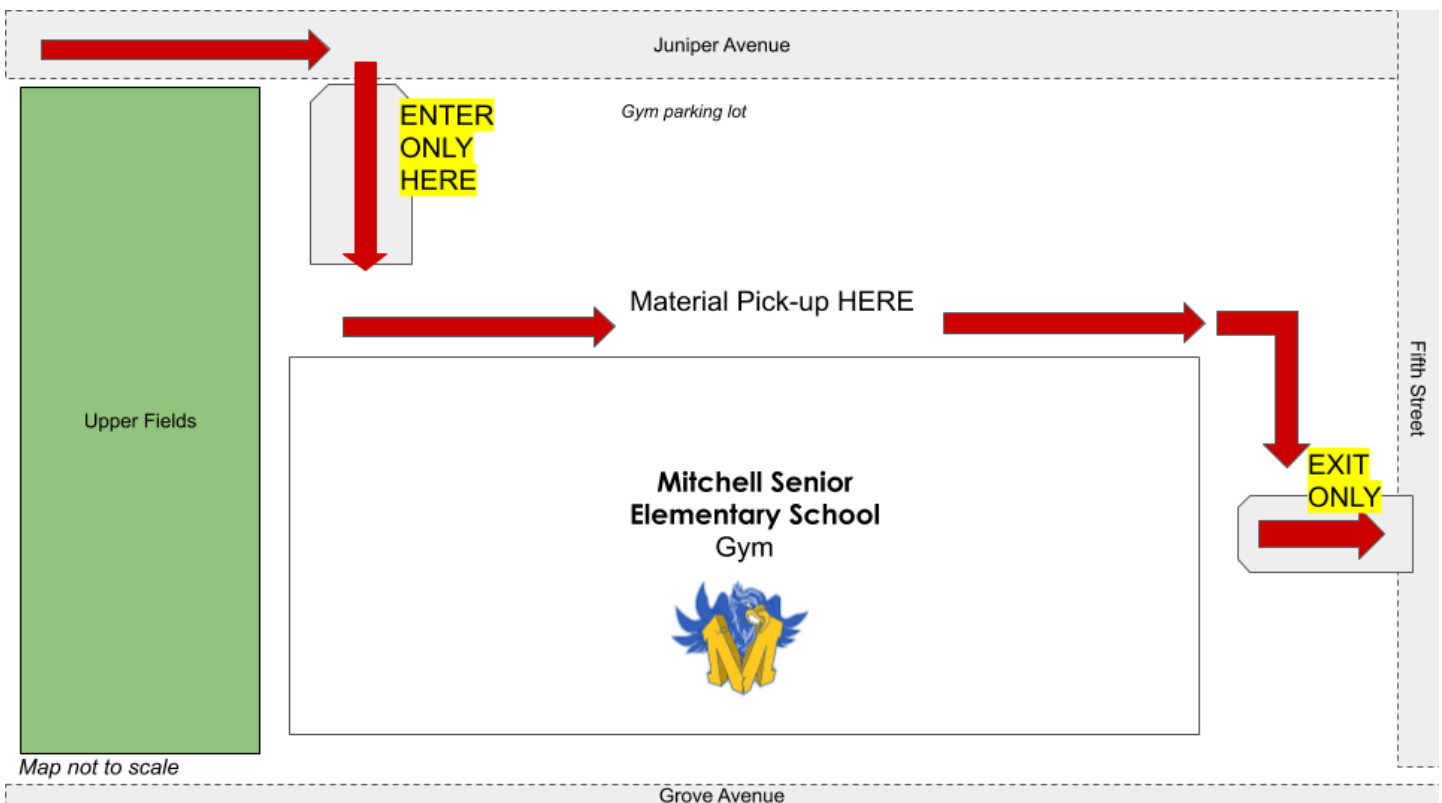 Juniper Avenue
Gym parking lot
ENTER
ONLY
HERE
Material Pick-up HERE
Fifth Street
Upper Fields
EXIT
ONLY
Mitchell Senior
Elementary School
Gym
M
Map not to scale
Grove Avenue